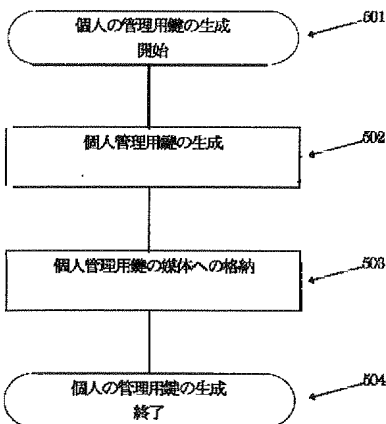 個人の管理用鍵の生成
開始
501
個人管理用鍵の生成
502
個人管理用鍵の媒体への格納
503
個人の管理用鍵の生成
終了
504